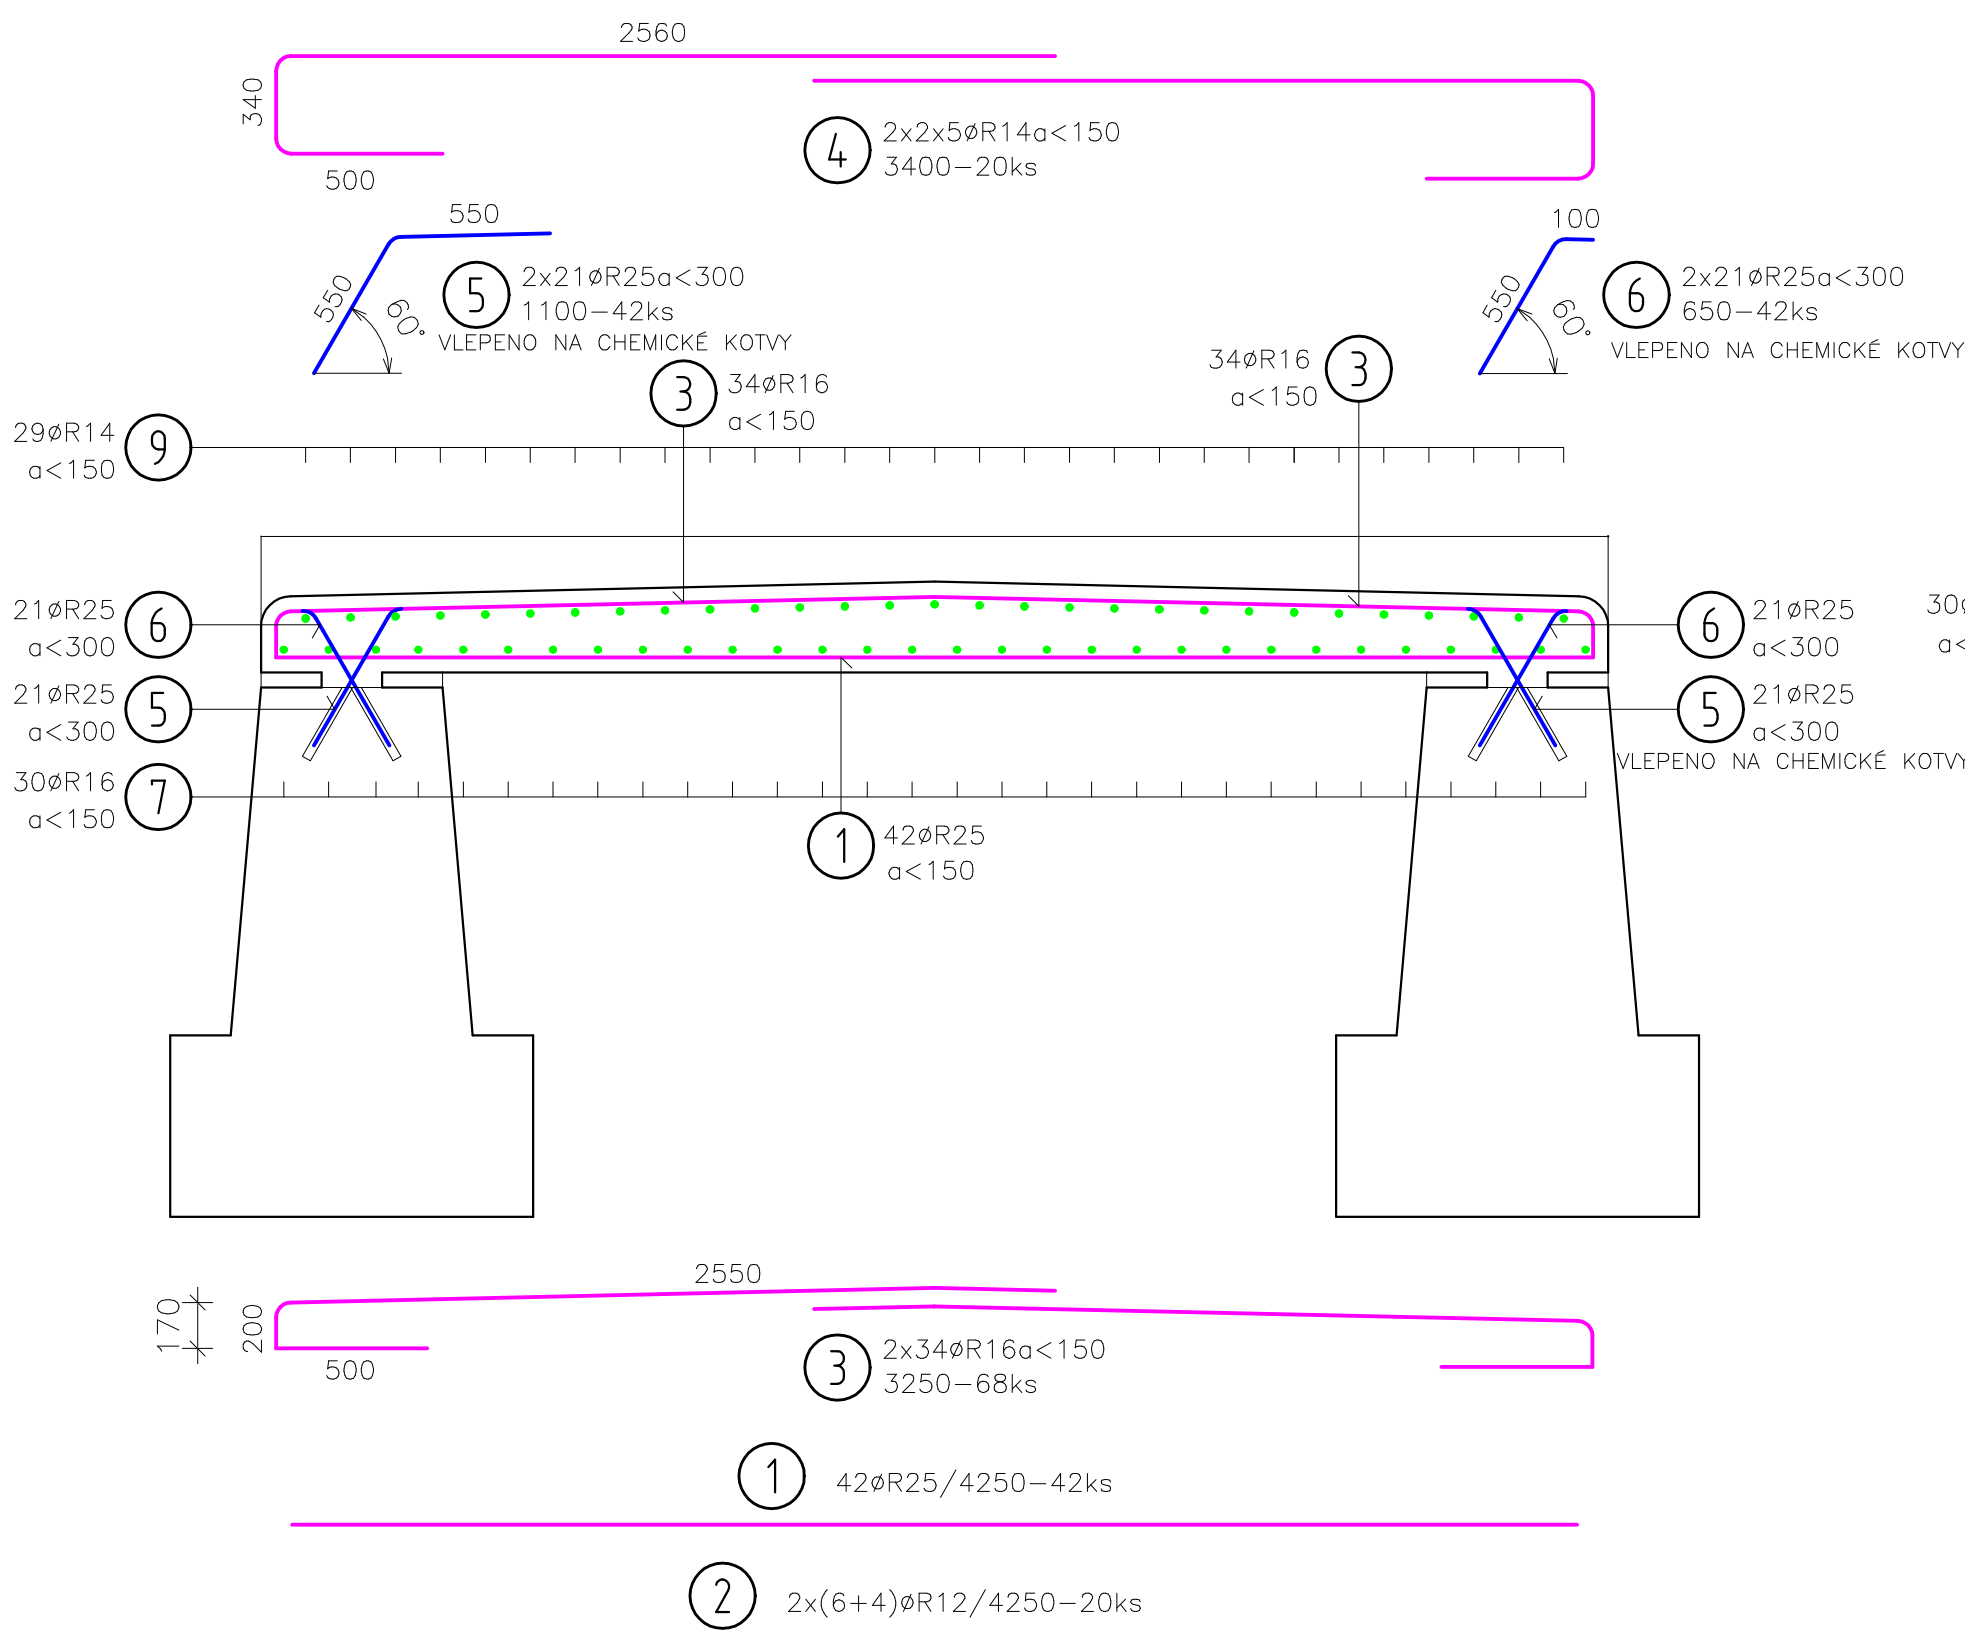 2560
340
4
2x2x5øR14a<150
3400-20ks
500
550
550
60°
5
2x21øR25a<300
1100-42ks
VLEPENO NA CHEMICKÉ KOTVY
100
550
60°
6
2x21øR25a<300
650-42ks
VLEPENO NA CHEMICKÉ KOTVY
3
34øR16
a<150
34øR16
a<150
3
29øR14
a<150
9
21øR25
a<300
6
21øR25
a<300
5
30øR16
a<150
7
6
21øR25
a<300
30ø
a<
5
21øR25
a<300
VLEPENO NA CHEMICKÉ KOTVY
1
42øR25
a<150
2550
170
200
500
3
2x34øR16a<150
3250-68ks
1
42øR25/4250-42ks
2
2x(6+4)øR12/4250-20ks